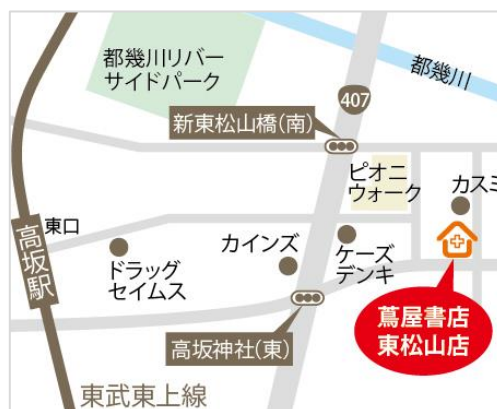 都幾川リバー
サイドパーク
都幾川
407
新東松山橋(南)
ピオニ
ウォーク
カスミ
東口
高坂駅
ドラッグ
セイムス
カインズ
ケーズ
デンキ
蔦屋書店
東松山店
高坂神社(東)
東武東上線